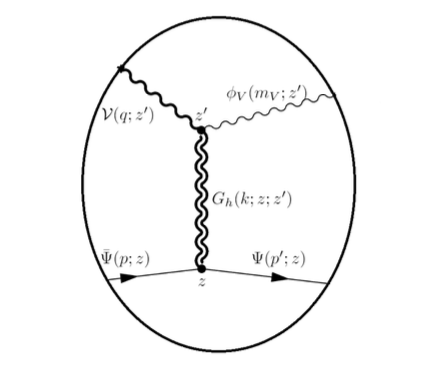 ϕ_V(m_V; z′)
𝒱(q; z′)
z′
G_h(k; z; z′)
Ψ̄(p; z)
Ψ(p′; z)
z